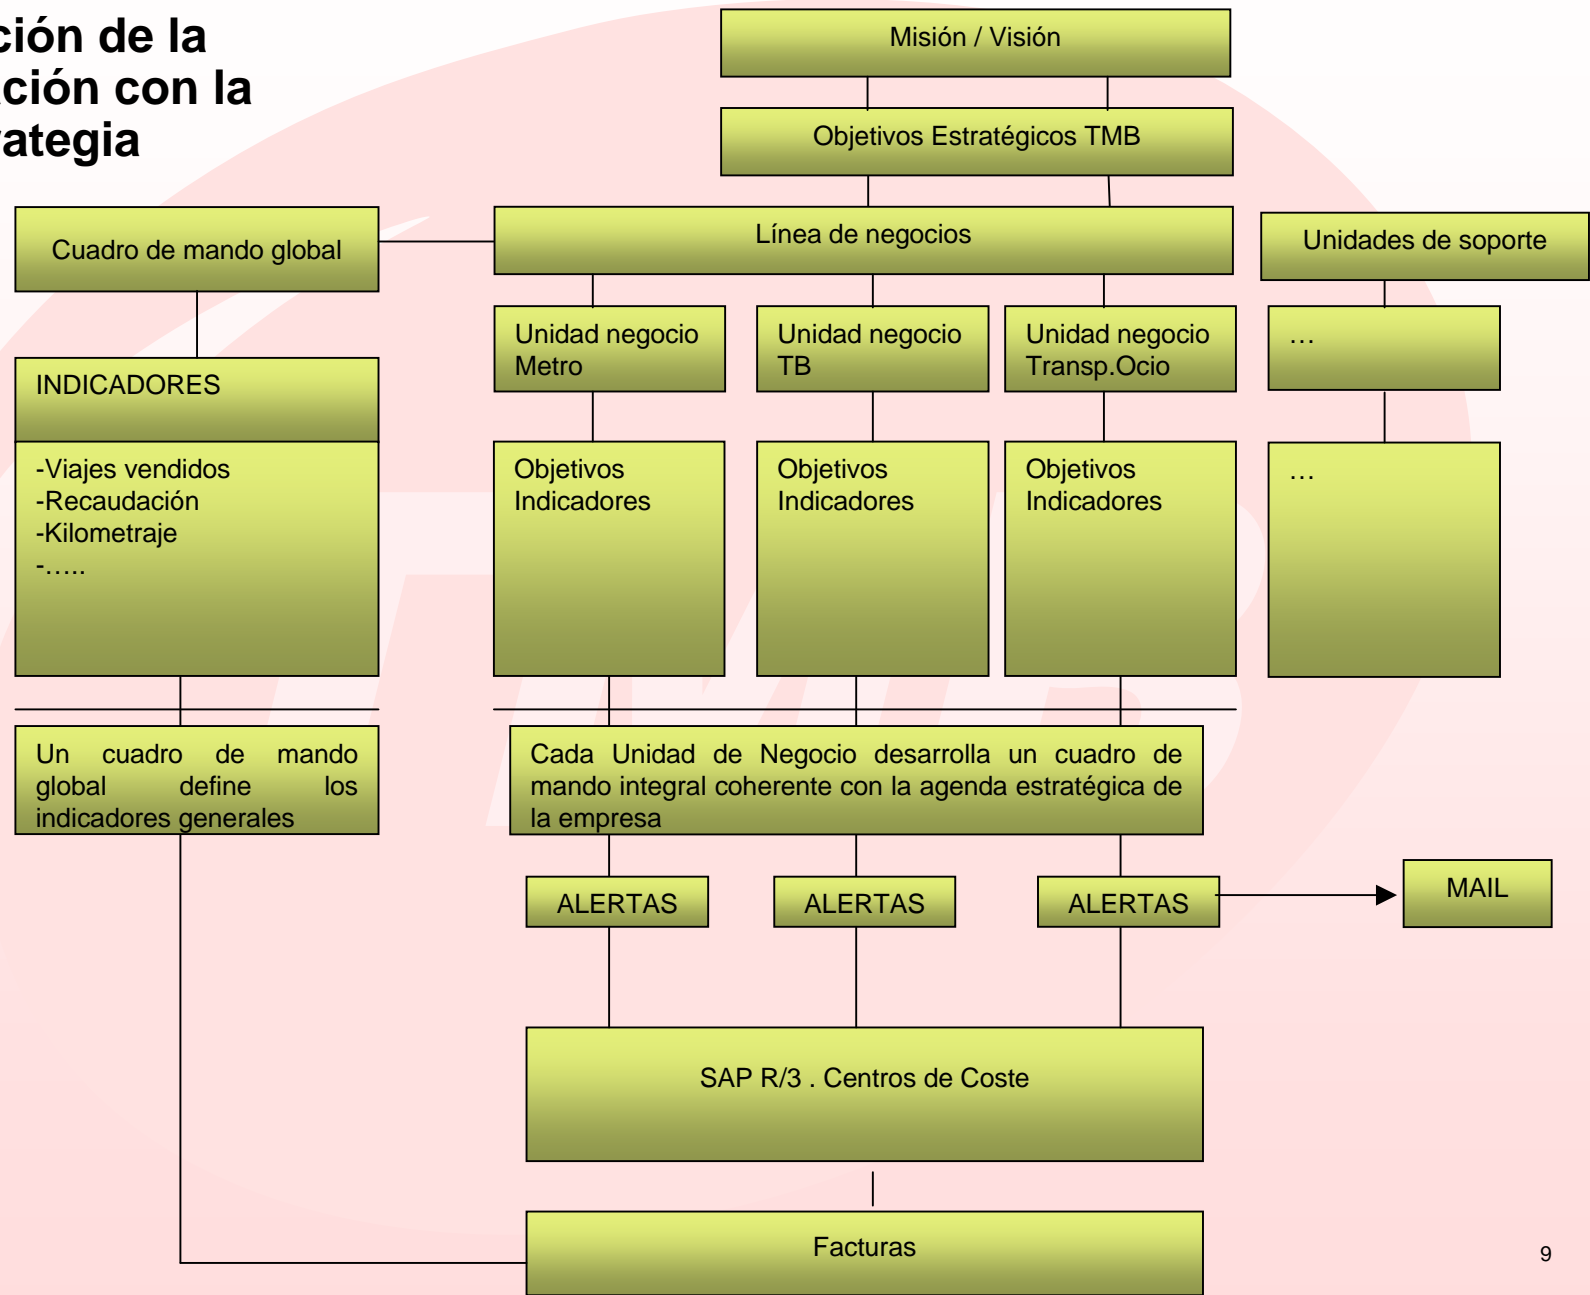 ción de la
ación con la
rategia
Misión / Visión
Objetivos Estratégicos TMB
Cuadro de mando global
Línea de negocios
Unidades de soporte
Unidad negocio
Metro
Unidad negocio
TB
Unidad negocio
Transp.Ocio
…
INDICADORES
-Viajes vendidos
-Recaudación
-Kilometraje
-…..
Objetivos
Indicadores
Objetivos
Indicadores
Objetivos
Indicadores
…
Un cuadro de mando
global define los
indicadores generales
Cada Unidad de Negocio desarrolla un cuadro de
mando integral coherente con la agenda estratégica de
la empresa
ALERTAS
ALERTAS
ALERTAS
MAIL
SAP R/3 . Centros de Coste
Facturas
9
TMB